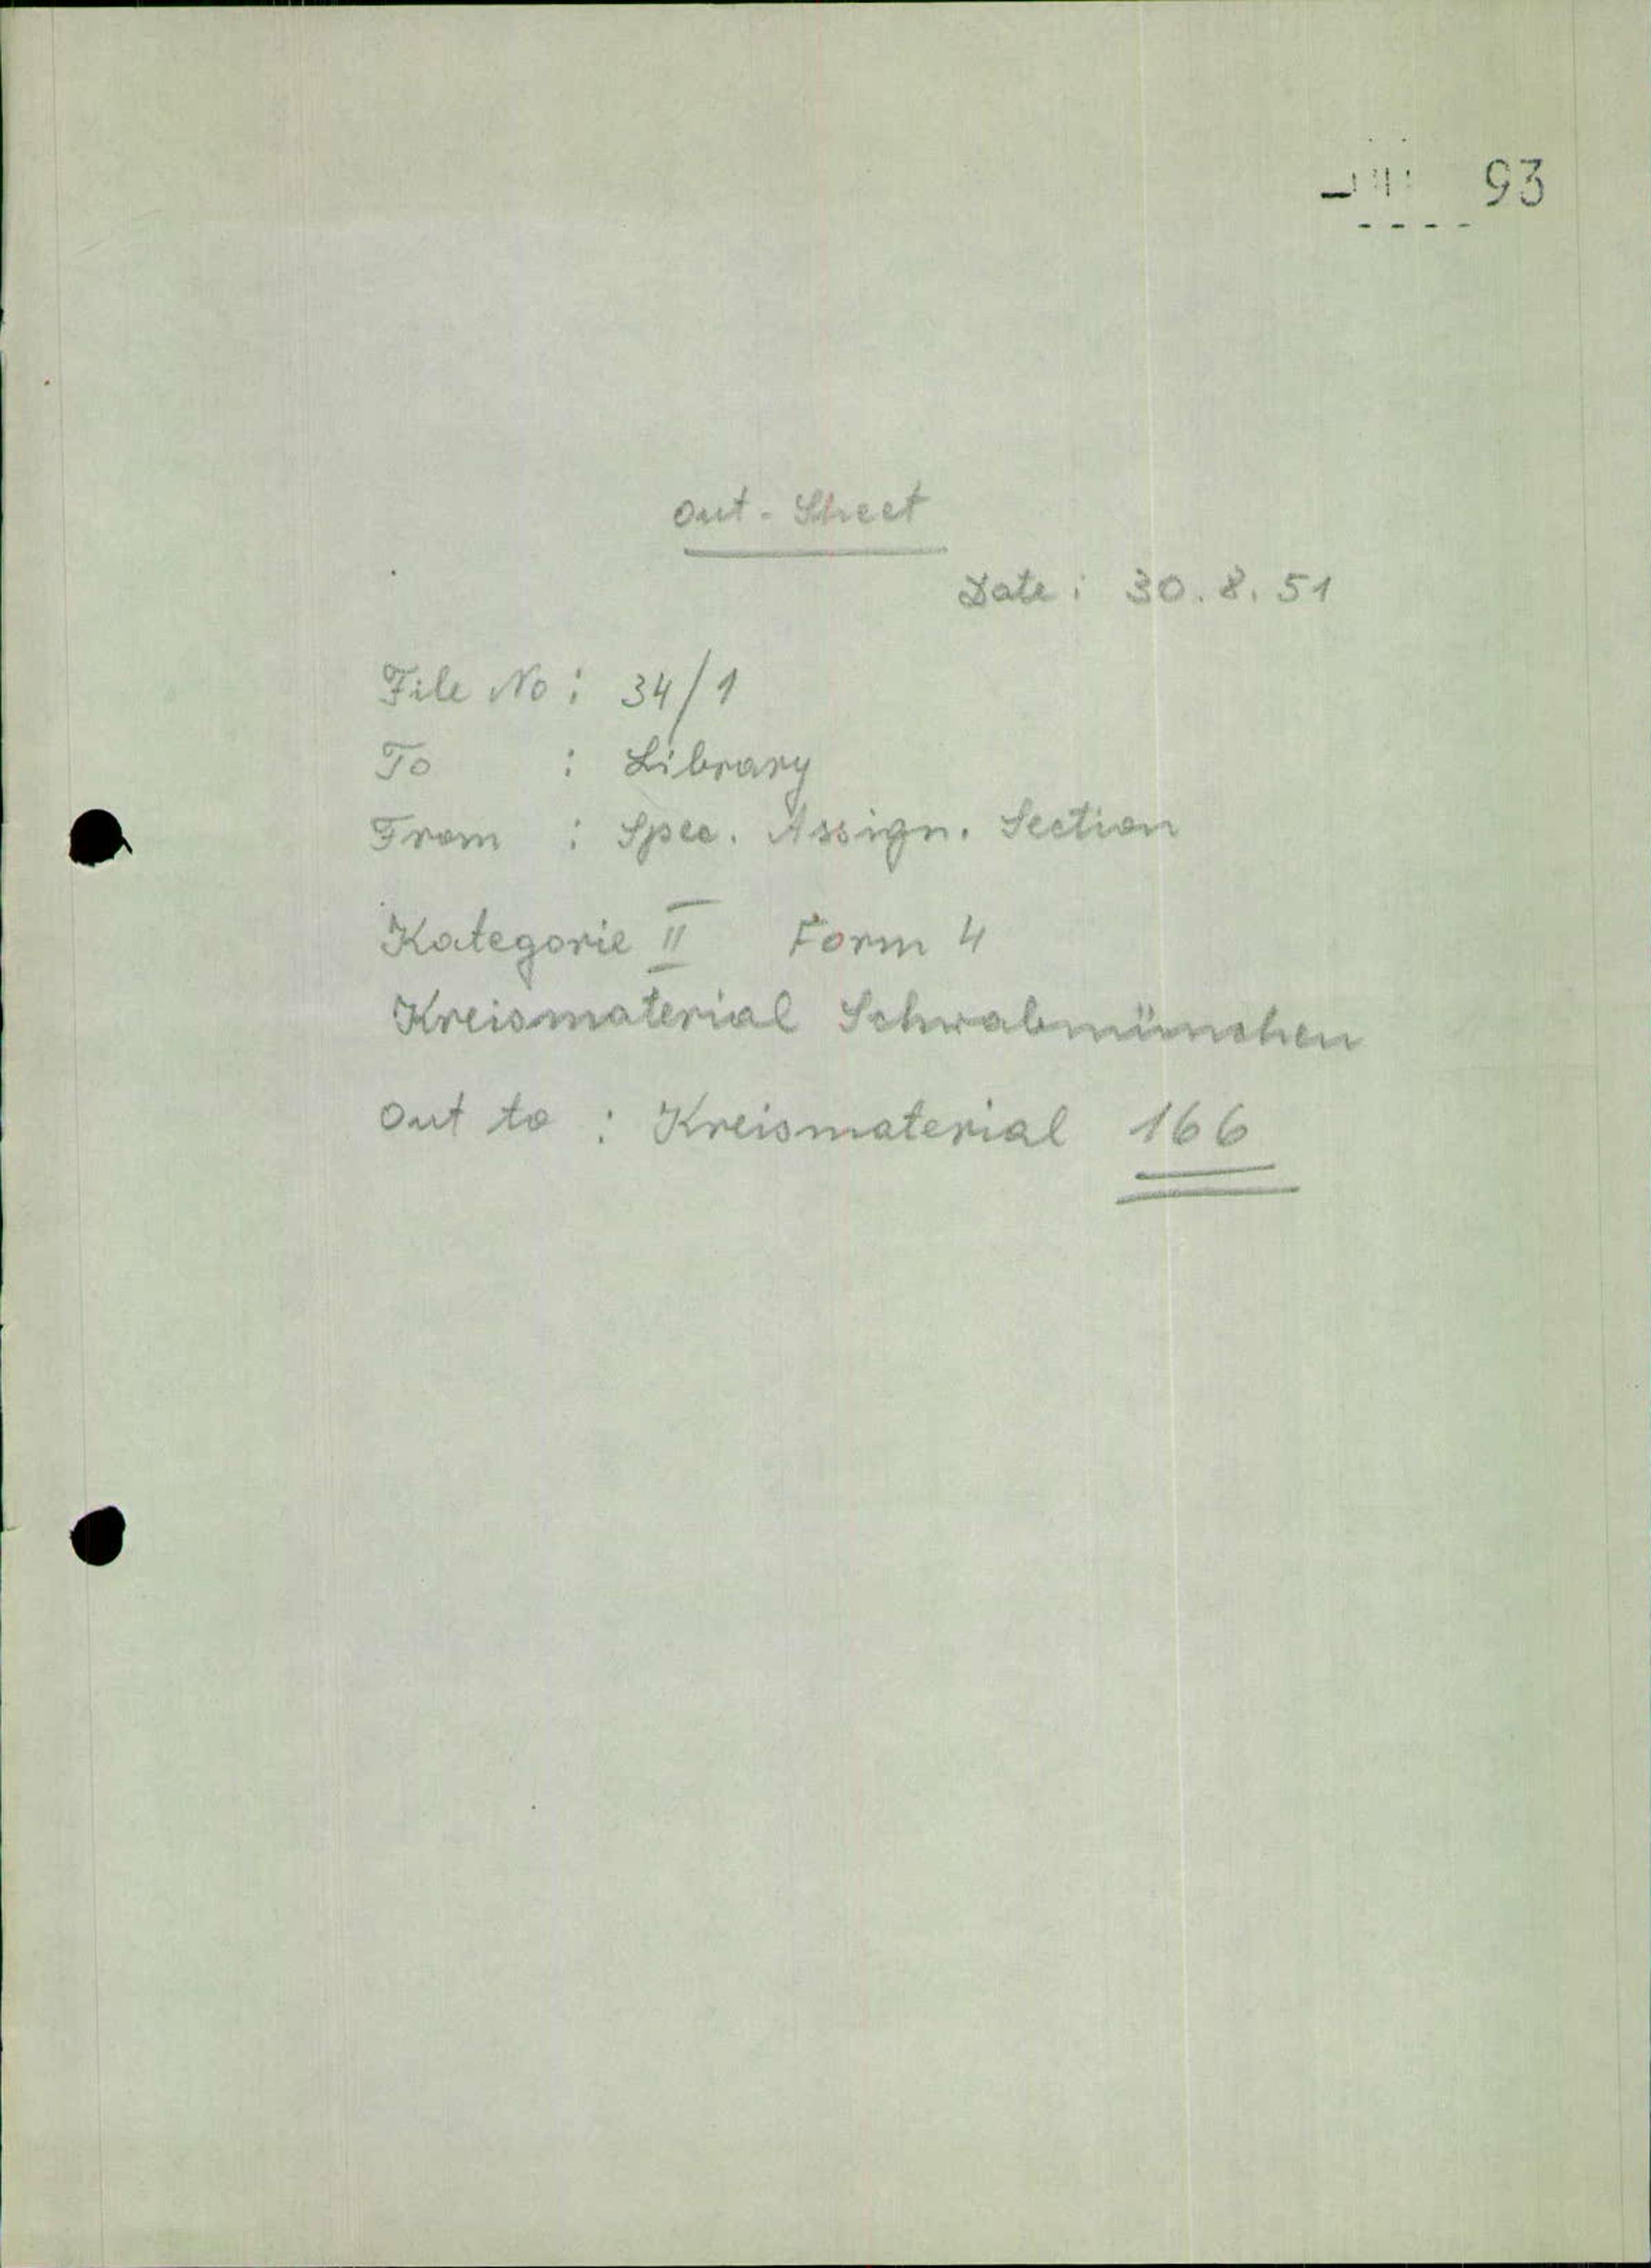 93
Out - Sheet
Date : 30. 8. 51
File No : 34/1
To : Library
From : Spec. Assign. Section
Kategorie II Form 4
Kreismaterial Schwabmünchen
Out to : Kreismaterial 166